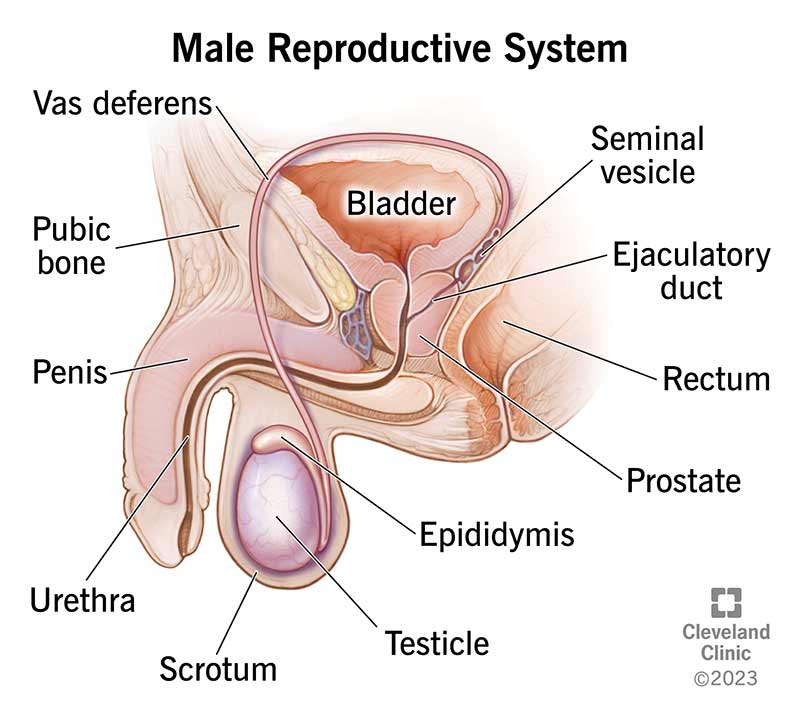 Male Reproductive System
Vas deferens
Seminal
vesicle
Bladder
Pubic
bone
Ejaculatory
duct
Penis
Rectum
Prostate
Epididymis
Urethra
Testicle
Scrotum
Cleveland
Clinic
©2023